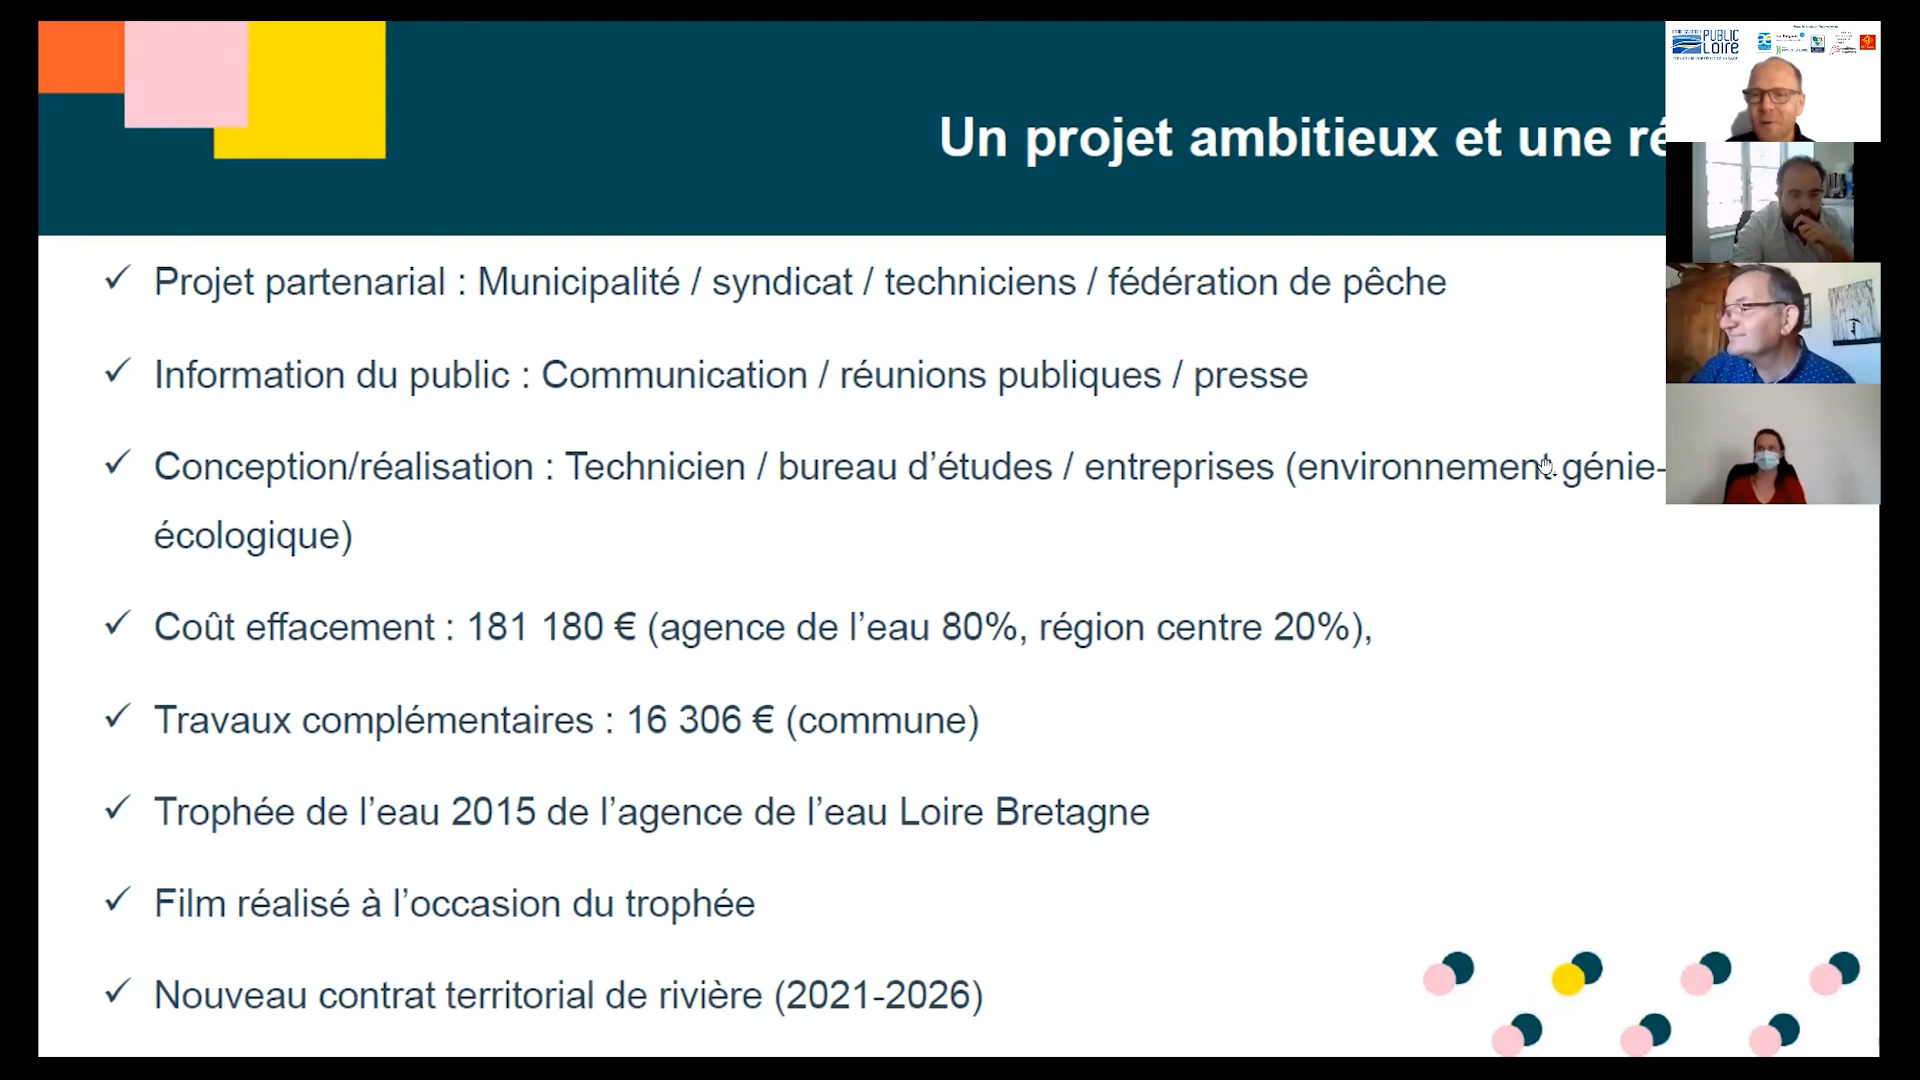 Un projet ambitieux et une ré
PUBLIC
LOIRE
✓ Projet partenarial : Municipalité / syndicat / techniciens / fédération de pêche
✓ Information du public : Communication / réunions publiques / presse
✓ Conception/réalisation : Technicien / bureau d’études / entreprises (environnement génie-
écologique)
✓ Coût effacement : 181 180 € (agence de l’eau 80%, région centre 20%),
✓ Travaux complémentaires : 16 306 € (commune)
✓ Trophée de l’eau 2015 de l’agence de l’eau Loire Bretagne
✓ Film réalisé à l’occasion du trophée
✓ Nouveau contrat territorial de rivière (2021-2026)